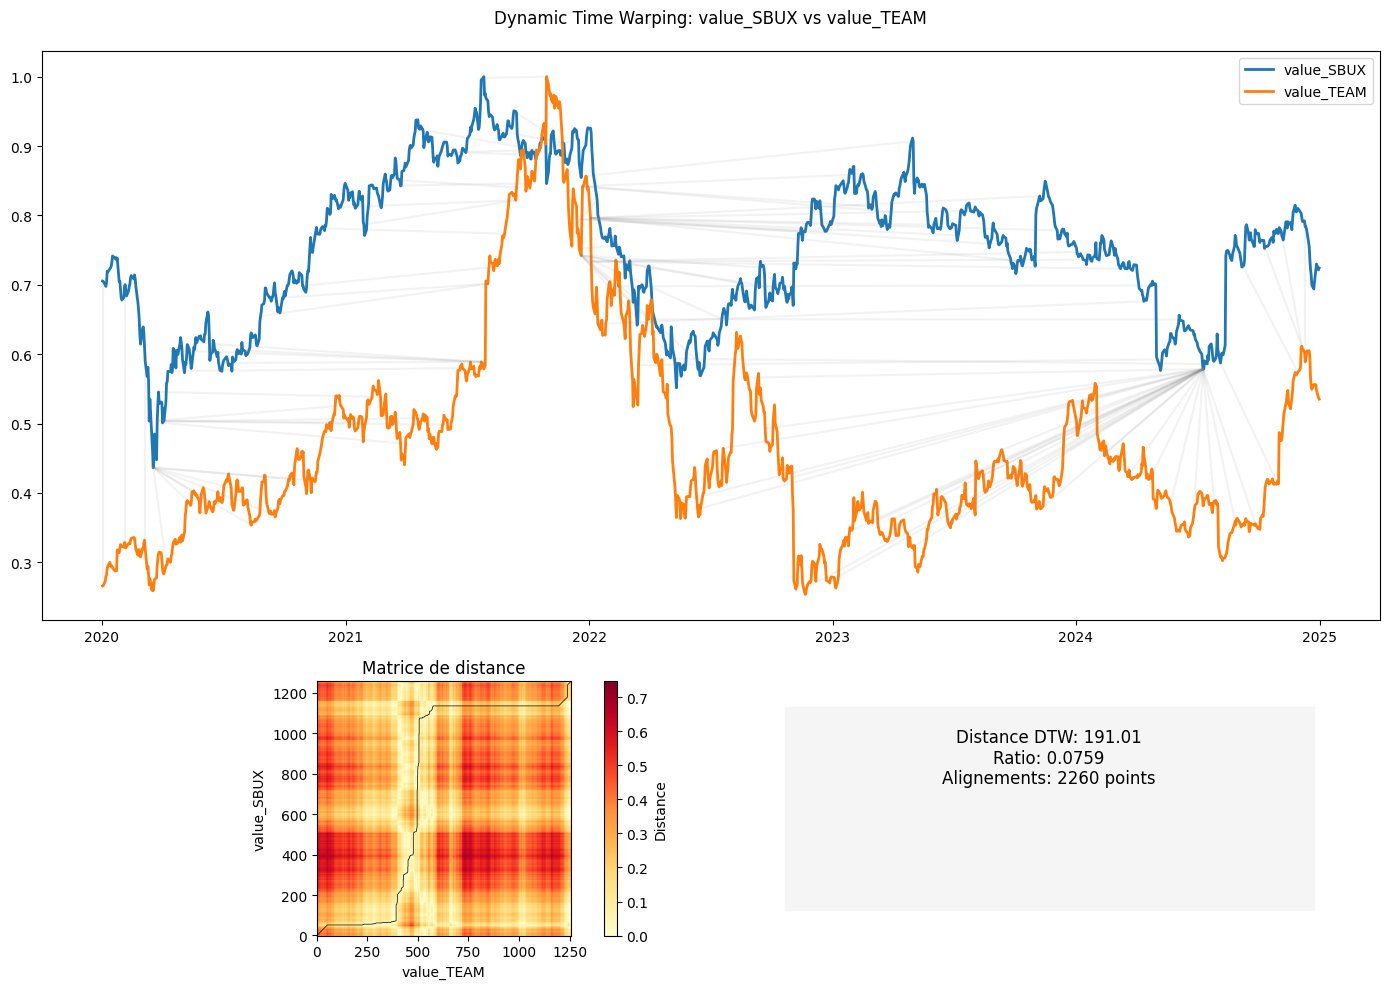 Dynamic Time Warping: value_SBUX vs value_TEAM
value_SBUX
value_TEAM
1.0
0.9
0.8
0.7
0.6
0.5
0.4
0.3
2020 2021 2022 2023 2024 2025
Matrice de distance
value_SBUX
1200
1000
800
600
400
200
0
0 250 500 750 1000 1250
value_TEAM
0.7
0.6
0.5
0.4
0.3
0.2
0.1
0.0
Distance
Distance DTW: 191.01
Ratio: 0.0759
Alignements: 2260 points